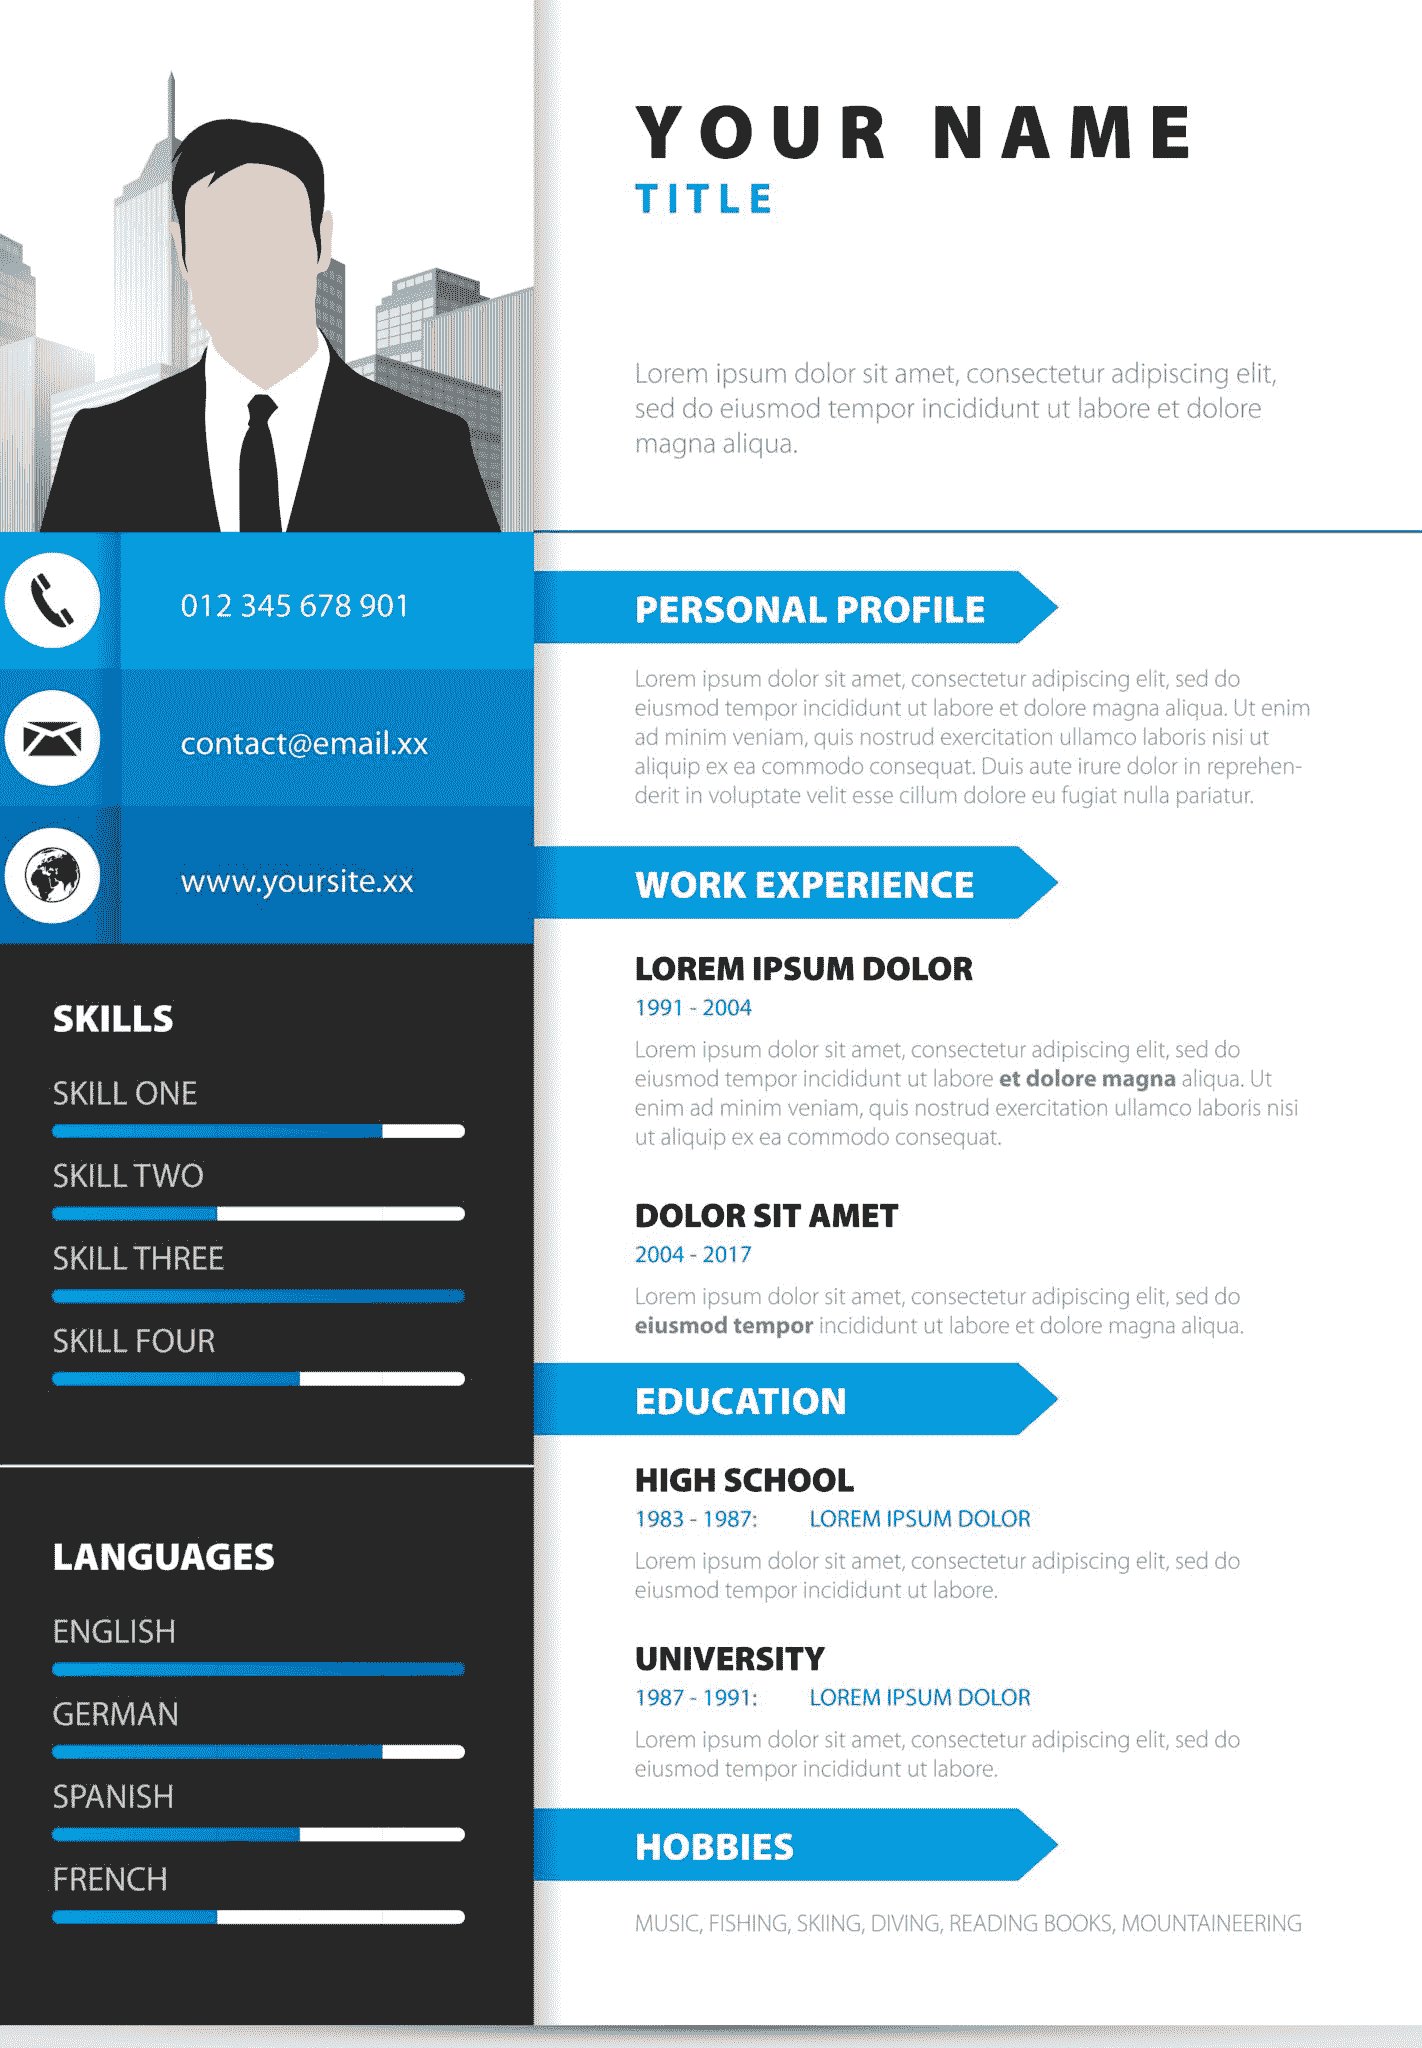 YOUR NAME
TITLE
Lorem ipsum dolor sit amet, consectetur adipiscing elit,
sed do eiusmod tempor incididunt ut labore et dolore
magna aliqua.
012 345 678 901
contact@email.xx
www.yoursite.xx
SKILLS
SKILL ONE
SKILL TWO
SKILL THREE
SKILL FOUR
LANGUAGES
ENGLISH
GERMAN
SPANISH
FRENCH
PERSONAL PROFILE
Lorem ipsum dolor sit amet, consectetur adipiscing elit, sed do
eiusmod tempor incididunt ut labore et dolore magna aliqua. Ut enim
ad minim veniam, quis nostrud exercitation ullamco laboris nisi ut
aliquip ex ea commodo consequat. Duis aute irure dolor in reprehen-
derit in voluptate velit esse cillum dolore eu fugiat nulla pariatur.
WORK EXPERIENCE
LOREM IPSUM DOLOR
1991 - 2004
Lorem ipsum dolor sit amet, consectetur adipiscing elit, sed do
eiusmod tempor incididunt ut labore et dolore magna aliqua. Ut
enim ad minim veniam, quis nostrud exercitation ullamco laboris nisi
ut aliquip ex ea commodo consequat.
DOLOR SIT AMET
2004 - 2017
Lorem ipsum dolor sit amet, consectetur adipiscing elit, sed do
eiusmod tempor incididunt ut labore et dolore magna aliqua.
EDUCATION
HIGH SCHOOL
1983 - 1987: LOREM IPSUM DOLOR
Lorem ipsum dolor sit amet, consectetur adipiscing elit, sed do
eiusmod tempor incididunt ut labore.
UNIVERSITY
1987 - 1991: LOREM IPSUM DOLOR
Lorem ipsum dolor sit amet, consectetur adipiscing elit, sed do
eiusmod tempor incididunt ut labore.
HOBBIES
MUSIC, FISHING, SKIING, DIVING, READING BOOKS, MOUNTAINEERING